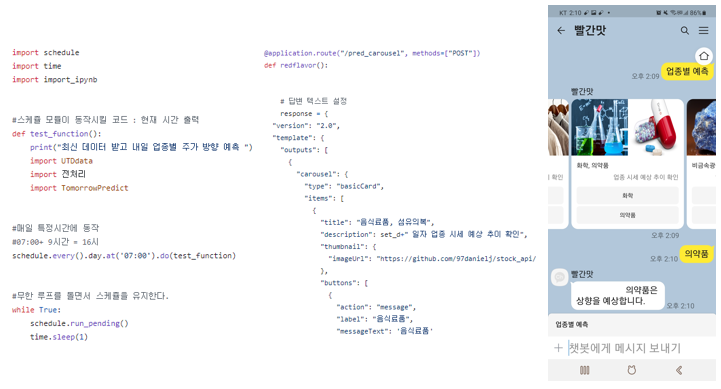 import schedule
import time
import import_ipynb
#스케쥴 모듈이 동작시킬 코드 : 현재 시간 출력
def test_function():
print("최신 데이터 받고 내일 업종별 주가 방향 예측 ")
import UTDdata
import 전처리
import TomorrowPredict
#매일 특정시간에 동작
#07:00+ 9시간 = 16시
schedule.every().day.at('07:00').do(test_function)
#무한 루프를 돌면서 스케쥴을 유지한다.
while True:
schedule.run_pending()
time.sleep(1)
@application.route("/pred_carousel", methods=["POST"])
def redflavor():
# 답변 텍스트 설정
response = {
"version": "2.0",
"template": {
"outputs": [
{
"carousel": {
"type": "basicCard",
"items": [
{
"title": "음식료품, 섬유의복",
"description": set_d+" 일자 업종 시세 예상 추이 확인",
"thumbnail": {
"imageUrl": "https://github.com/97danielj/stock_api/
},
"buttons": [
{
"action": "message",
"label": "음식료품",
"messageText": '음식료품'
KT 2:10
86%
빨간맛
업종별 예측
오후 2:09
빨간맛
화학, 의약품
비금속광
확인
업종 시세 예상 추이 확인
화학
의약품
오후 2:09
의약품
오후 2:10
빨간맛
의약품은
상향을 예상합니다.
오후 2:10
업종별 예측
챗봇에게 메시지 보내기